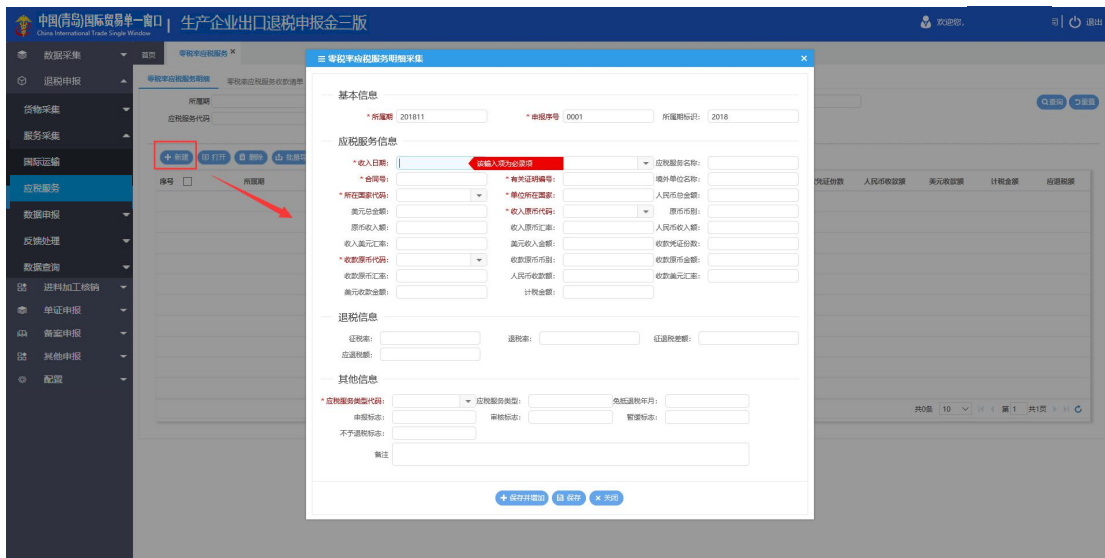 中国(青岛)国际贸易单一窗口 | 生产企业出口退税申报金三版
China International Trade Single Window
欢迎您,
司 | 退出
数据采集
退税申报
货物采集
服务采集
国际运输
应税服务
数据申报
反馈处理
数据查询
进料加工核销
单证申报
备案申报
其他申报
配置
首页 零税率应税服务 ×
零税率应税服务明细 零税率应税服务收款清单
所属期
应税服务代码
查询 重置
+ 新建 打开 删除
序号 所属期
人民币收款额 美元收款额 计税金额 应退税额
共0条 10 第 1 共1页
零税率应税服务明细采集 ×
基本信息
* 所属期 201811 * 申报序号 0001 所属期标识: 2018
应税服务信息
* 收入日期: 该输入项为必录项 应税服务名称:
* 合同号: * 有关证明编号: 境外单位名称:
* 所在国家代码: * 单位所在国家: 人民币总金额:
美元总金额: * 收入原币代码: 原币币别:
原币收入额: 收入原币汇率: 人民币收入额:
收入美元汇率: 美元收入金额: 收款凭证份数:
* 收款原币代码: 收款原币币别: 收款原币金额:
收款原币汇率: 人民币收款额: 收款美元汇率:
美元收款金额: 计税金额:
退税信息
征税率: 退税率: 征退税差额:
应退税额:
其他信息
* 应税服务类型代码: 应税服务类型: 免抵退税年月:
申报标志: 审核标志: 暂缓标志:
不予退税标志:
备注
+ 保存并增加 保存 × 关闭